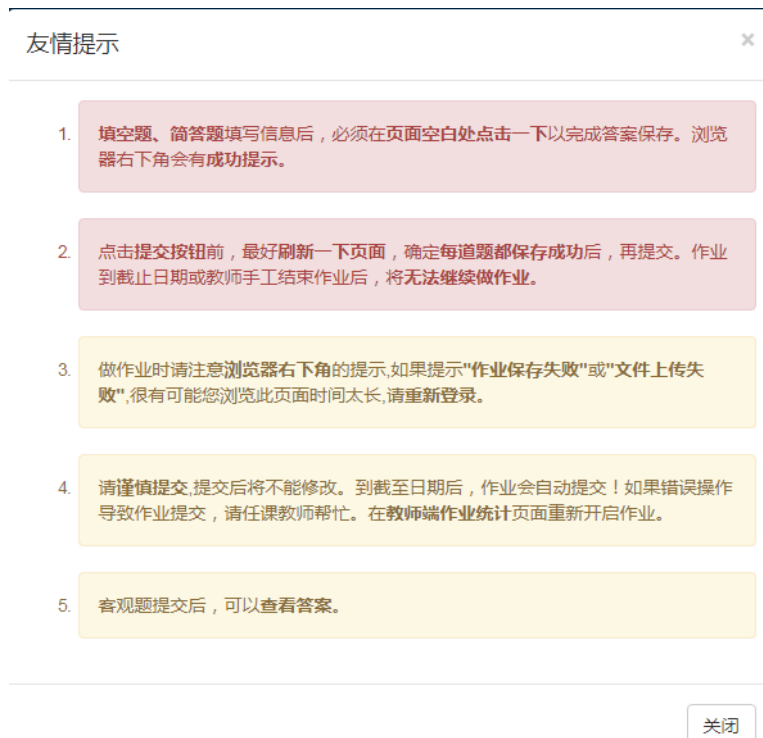 友情提示
×
1. 填空题、简答题填写信息后，必须在页面空白处点击一下以完成答案保存。浏览
器右下角会有成功提示。
2. 点击提交按钮前，最好刷新一下页面，确定每道题都保存成功后，再提交。作业
到截止日期或教师手工结束作业后，将无法继续做作业。
3. 做作业时请注意浏览器右下角的提示,如果提示"作业保存失败"或"文件上传失
败",很有可能您浏览此页面时间太长,请重新登录。
4. 请谨慎提交,提交后将不能修改。到截至日期后，作业会自动提交！如果错误操作
导致作业提交，请任课教师帮忙。在教师端作业统计页面重新开启作业。
5. 客观题提交后，可以查看答案。
关闭